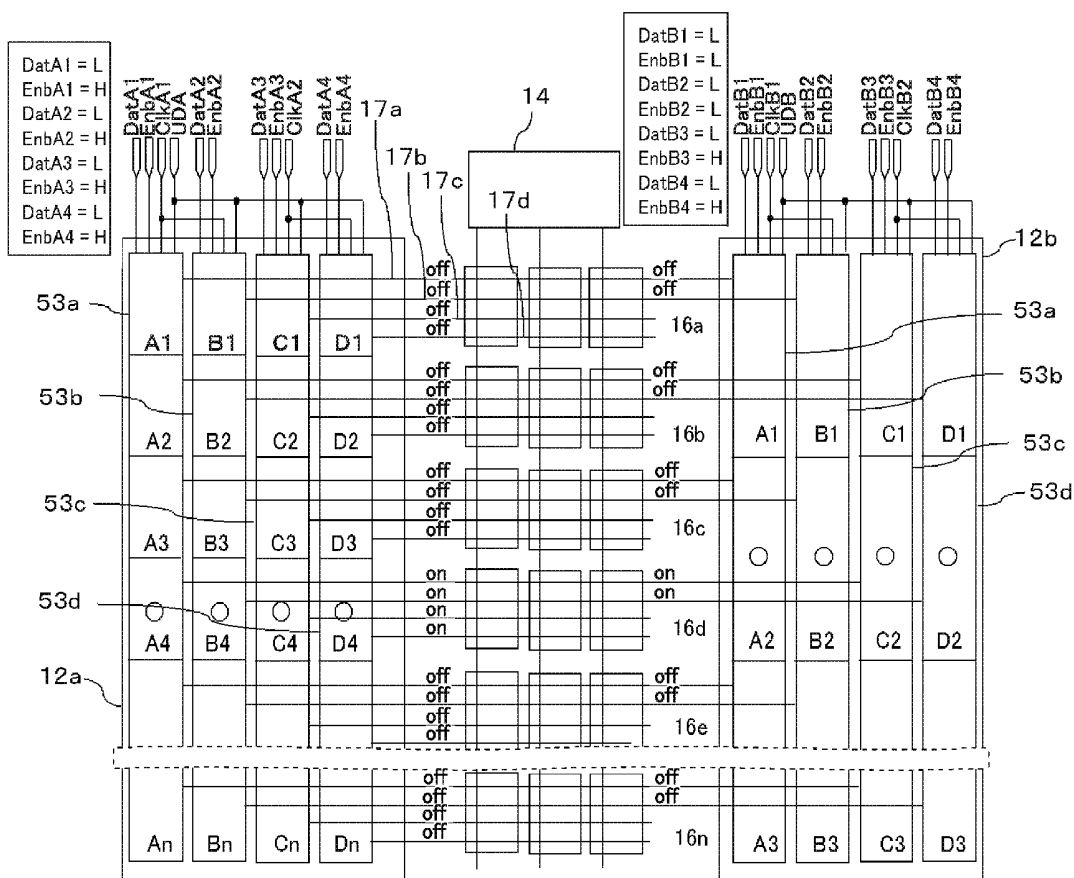 DatA1 = L
EnbA1 = H
DatA2 = L
EnbA2 = H
DatA3 = L
EnbA3 = H
DatA4 = L
EnbA4 = H
DatA1
EnbA1
ClkA1
UDA
DatA2
EnbA2
DatA3
EnbA3
ClkA2
DatA4
EnbA4
17a
17b
17c
17d
14
DatB1 = L
EnbB1 = L
DatB2 = L
EnbB2 = L
DatB3 = L
EnbB3 = H
DatB4 = L
EnbB4 = H
DatB1
EnbB1
ClkB1
UDB
DatB2
EnbB2
DatB3
EnbB3
ClkB2
DatB4
EnbB4
12b
53a
off off
off off
off
off 16a
A1 B1 C1 D1
53a
53b
off off
off off
off
off 16b
A2 B2 C2 D2
A1 B1 C1 D1
53b
53c
53d
53c
off off
off off
off
off 16c
A3 B3 C3 D3
53d
on on
on on
on
on 16d
A4 B4 C4 D4
A2 B2 C2 D2
12a
off off
off off
off
off 16e
off off
off off
off
off 16n
An Bn Cn Dn
A3 B3 C3 D3